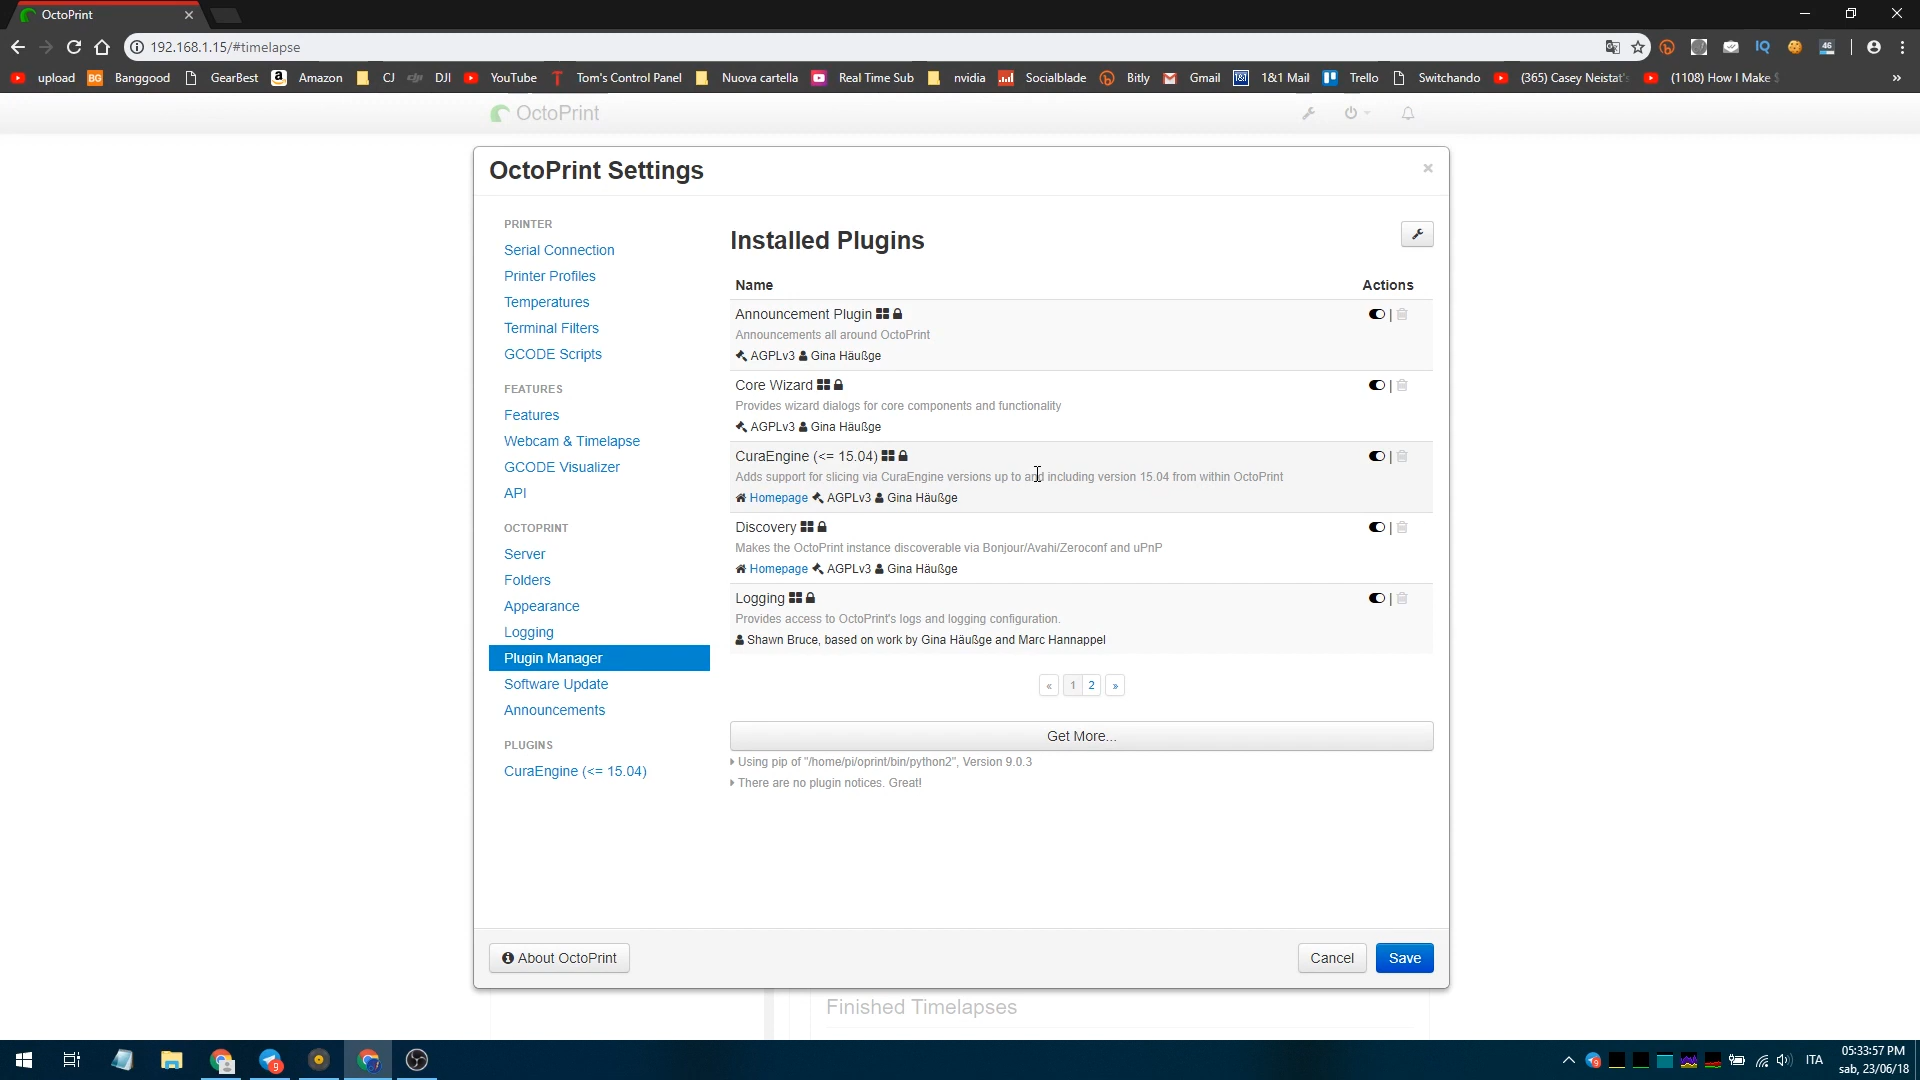 OctoPrint
192.168.1.15/#timelapse
46
upload
BG Banggood
GearBest
a Amazon
CJ
DJI
YouTube
T Tom's Control Panel
Nuova cartella
Real Time Sub
nvidia
Socialblade
Bitly
Gmail
1&1 1&1 Mail
Trello
Switchando
(365) Casey Neistat
(1108) How I Make $
»
OctoPrint
OctoPrint Settings
×
PRINTER
Serial Connection
Printer Profiles
Temperatures
Terminal Filters
GCODE Scripts
FEATURES
Features
Webcam & Timelapse
GCODE Visualizer
API
OCTOPRINT
Server
Folders
Appearance
Logging
Plugin Manager
Software Update
Announcements
PLUGINS
CuraEngine (<= 15.04)
Installed Plugins
Name Actions
Announcement Plugin |
Announcements all around OctoPrint
AGPLv3 Gina Häußge
Core Wizard |
Provides wizard dialogs for core components and functionality
AGPLv3 Gina Häußge
CuraEngine (<= 15.04) |
Adds support for slicing via CuraEngine versions up to and including version 15.04 from within OctoPrint
Homepage AGPLv3 Gina Häußge
Discovery |
Makes the OctoPrint instance discoverable via Bonjour/Avahi/Zeroconf and uPnP
Homepage AGPLv3 Gina Häußge
Logging |
Provides access to OctoPrint's logs and logging configuration.
Shawn Bruce, based on work by Gina Häußge and Marc Hannappel
« 1 2 »
Get More...
Using pip of "/home/pi/oprint/bin/python2", Version 9.0.3
There are no plugin notices. Great!
About OctoPrint
Cancel
Save
Finished Timelapses
9
9
ITA
05:33:57 PM
sab, 23/06/18